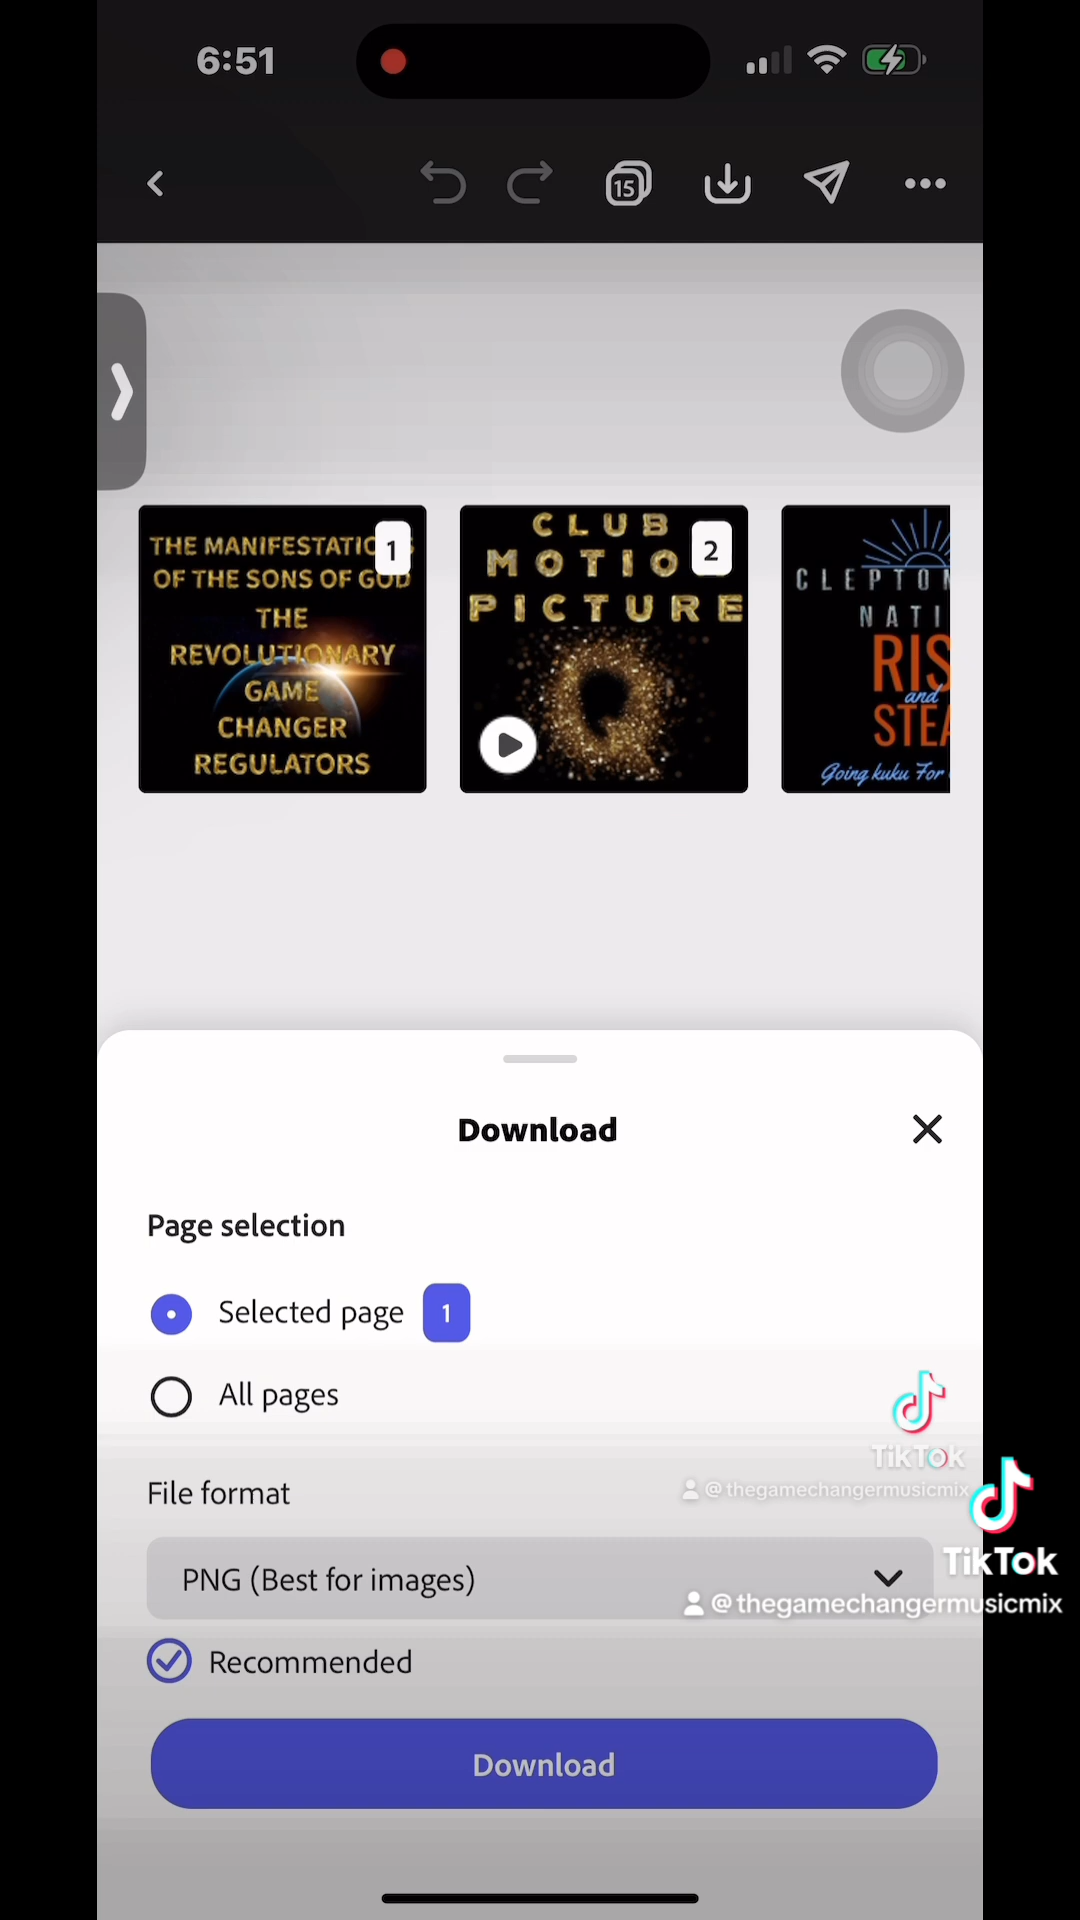 6:51
15
THE MANIFESTATIO
OF THE SONS OF GOD
THE
REVOLUTIONARY
GAME
CHANGER
REGULATORS
1
CLUB
MOTIO
PICTURE
2
CLEPTO
NATI
RIS
and
STEA
Going kuku For
Download
Page selection
Selected page 1
All pages
File format
PNG (Best for images)
Recommended
Download
TikTok
@thegamechangermusicmix
TikTok
@thegamechangermusicmix